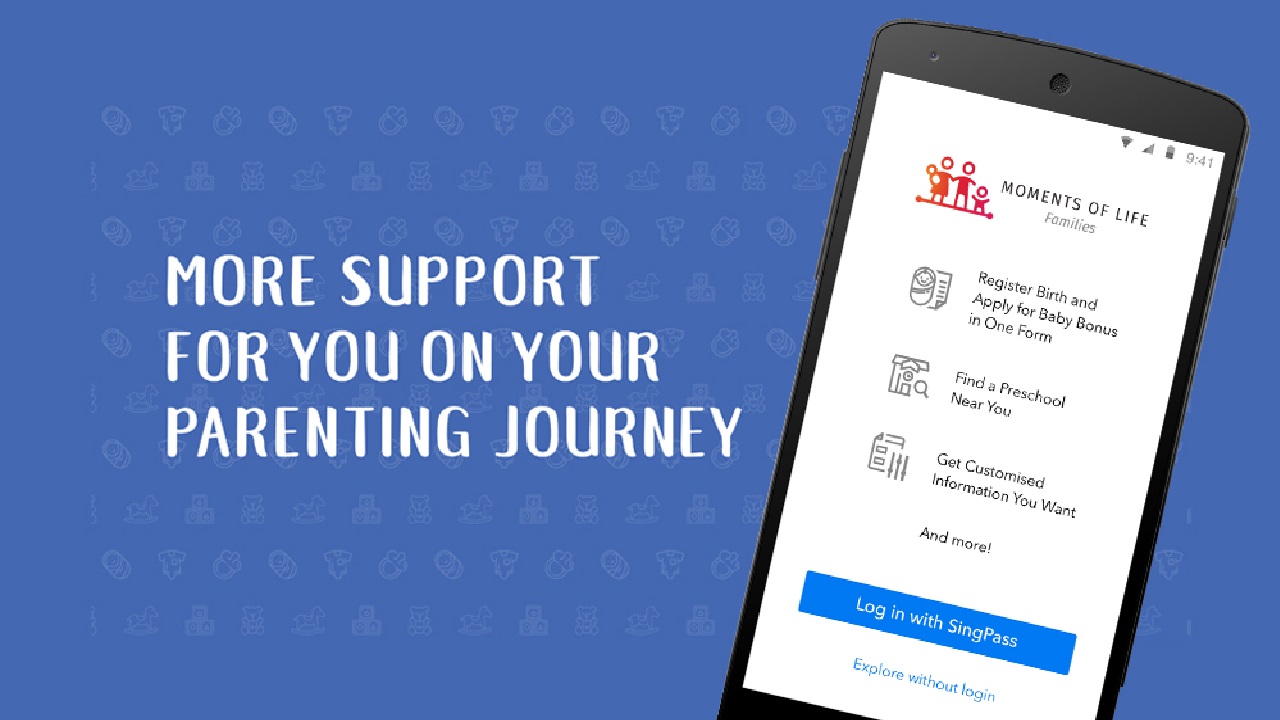 MORE SUPPORT
FOR YOU ON YOUR
PARENTING JOURNEY
9:41
MOMENTS OF LIFE
Families
Register Birth and
Apply for Baby Bonus
in One Form
Find a Preschool
Near You
Get Customised
Information You Want
And more!
Log in with SingPass
Explore without login